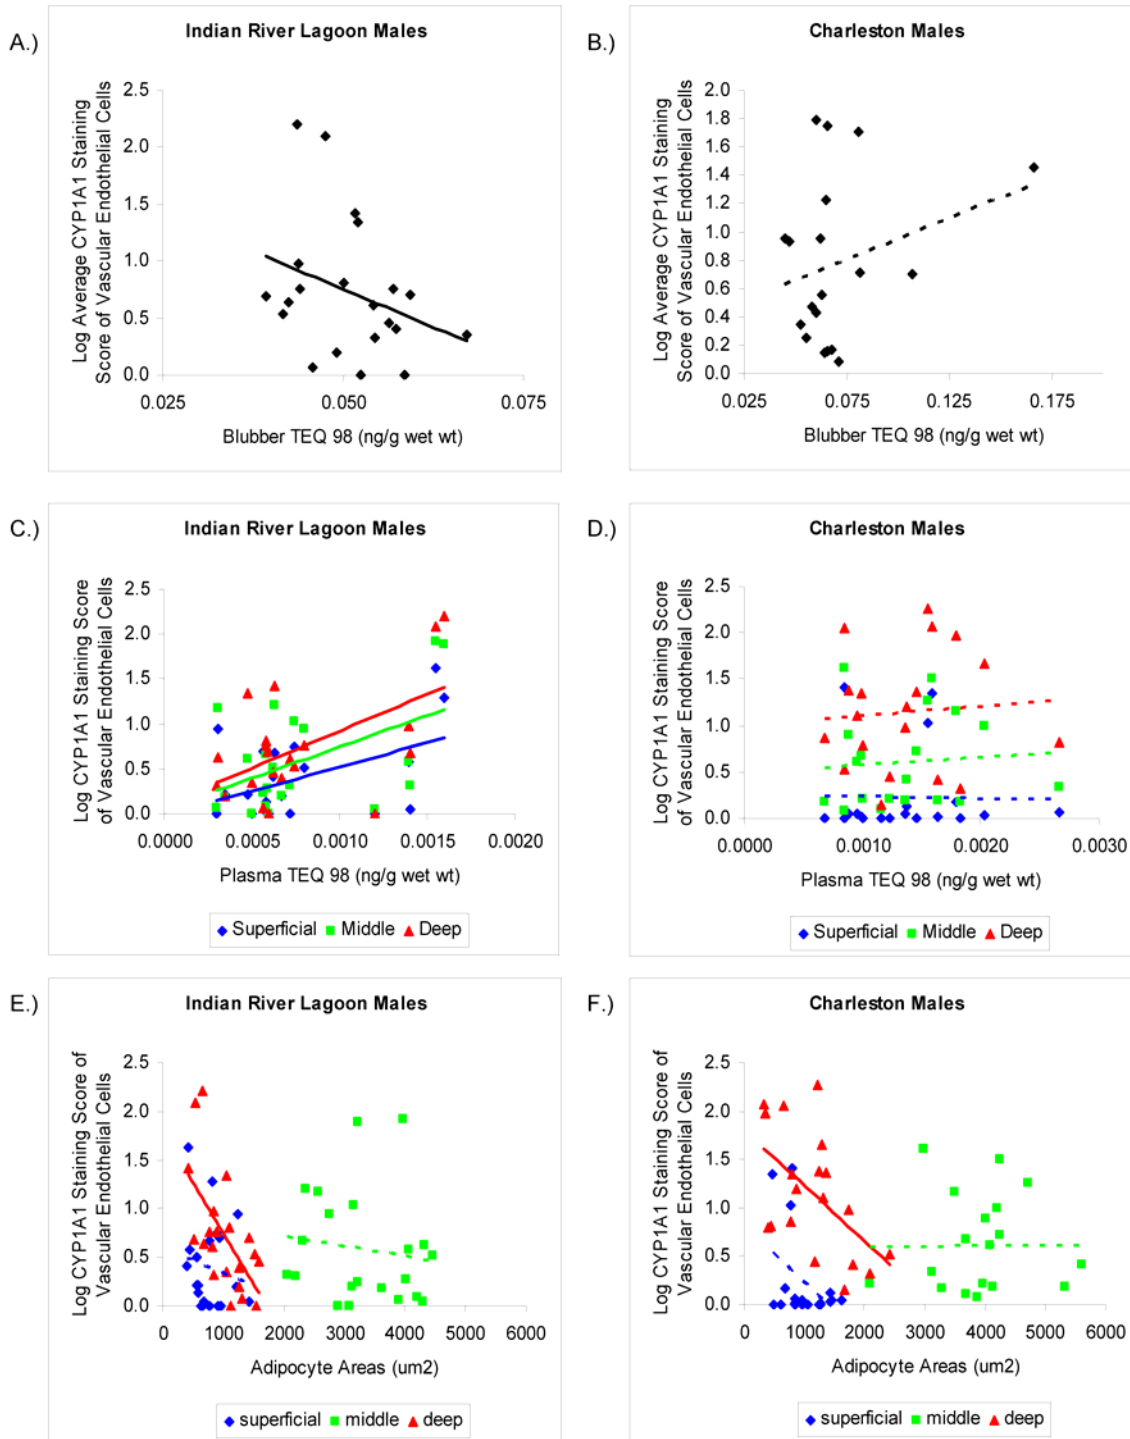 A.)
Indian River Lagoon Males
Log Average CYP1A1 Staining
Score of Vascular Endothelial Cells
2.5
2.0
1.5
1.0
0.5
0.0
0.025
0.050
0.075
Blubber TEQ 98 (ng/g wet wt)
B.)
Charleston Males
Log Average CYP1A1 Staining
Score of Vascular Endothelial Cells
2.0
1.8
1.6
1.4
1.2
1.0
0.8
0.6
0.4
0.2
0.0
0.025
0.075
0.125
0.175
Blubber TEQ 98 (ng/g wet wt)
C.)
Indian River Lagoon Males
Log CYP1A1 Staining Score
of Vascular Endothelial Cells
2.5
2.0
1.5
1.0
0.5
0.0
0.0000
0.0005
0.0010
0.0015
0.0020
Plasma TEQ 98 (ng/g wet wt)
Superficial Middle Deep
D.)
Charleston Males
Log CYP1A1 Staining Score
of Vascular Endothelial Cells
2.5
2.0
1.5
1.0
0.5
0.0
0.0000
0.0010
0.0020
0.0030
Plasma TEQ 98 (ng/g wet wt)
Superficial Middle Deep
E.)
Indian River Lagoon Males
Log CYP1A1 Staining Score of
Vascular Endothelial Cells
2.5
2.0
1.5
1.0
0.5
0.0
0
1000
2000
3000
4000
5000
6000
Adipocyte Areas (um2)
superficial middle deep
F.)
Charleston Males
Log CYP1A1 Staining Score of
Vascular Endothelial Cells
2.5
2.0
1.5
1.0
0.5
0.0
0
1000
2000
3000
4000
5000
6000
Adipocyte Areas (um2)
superficial middle deep